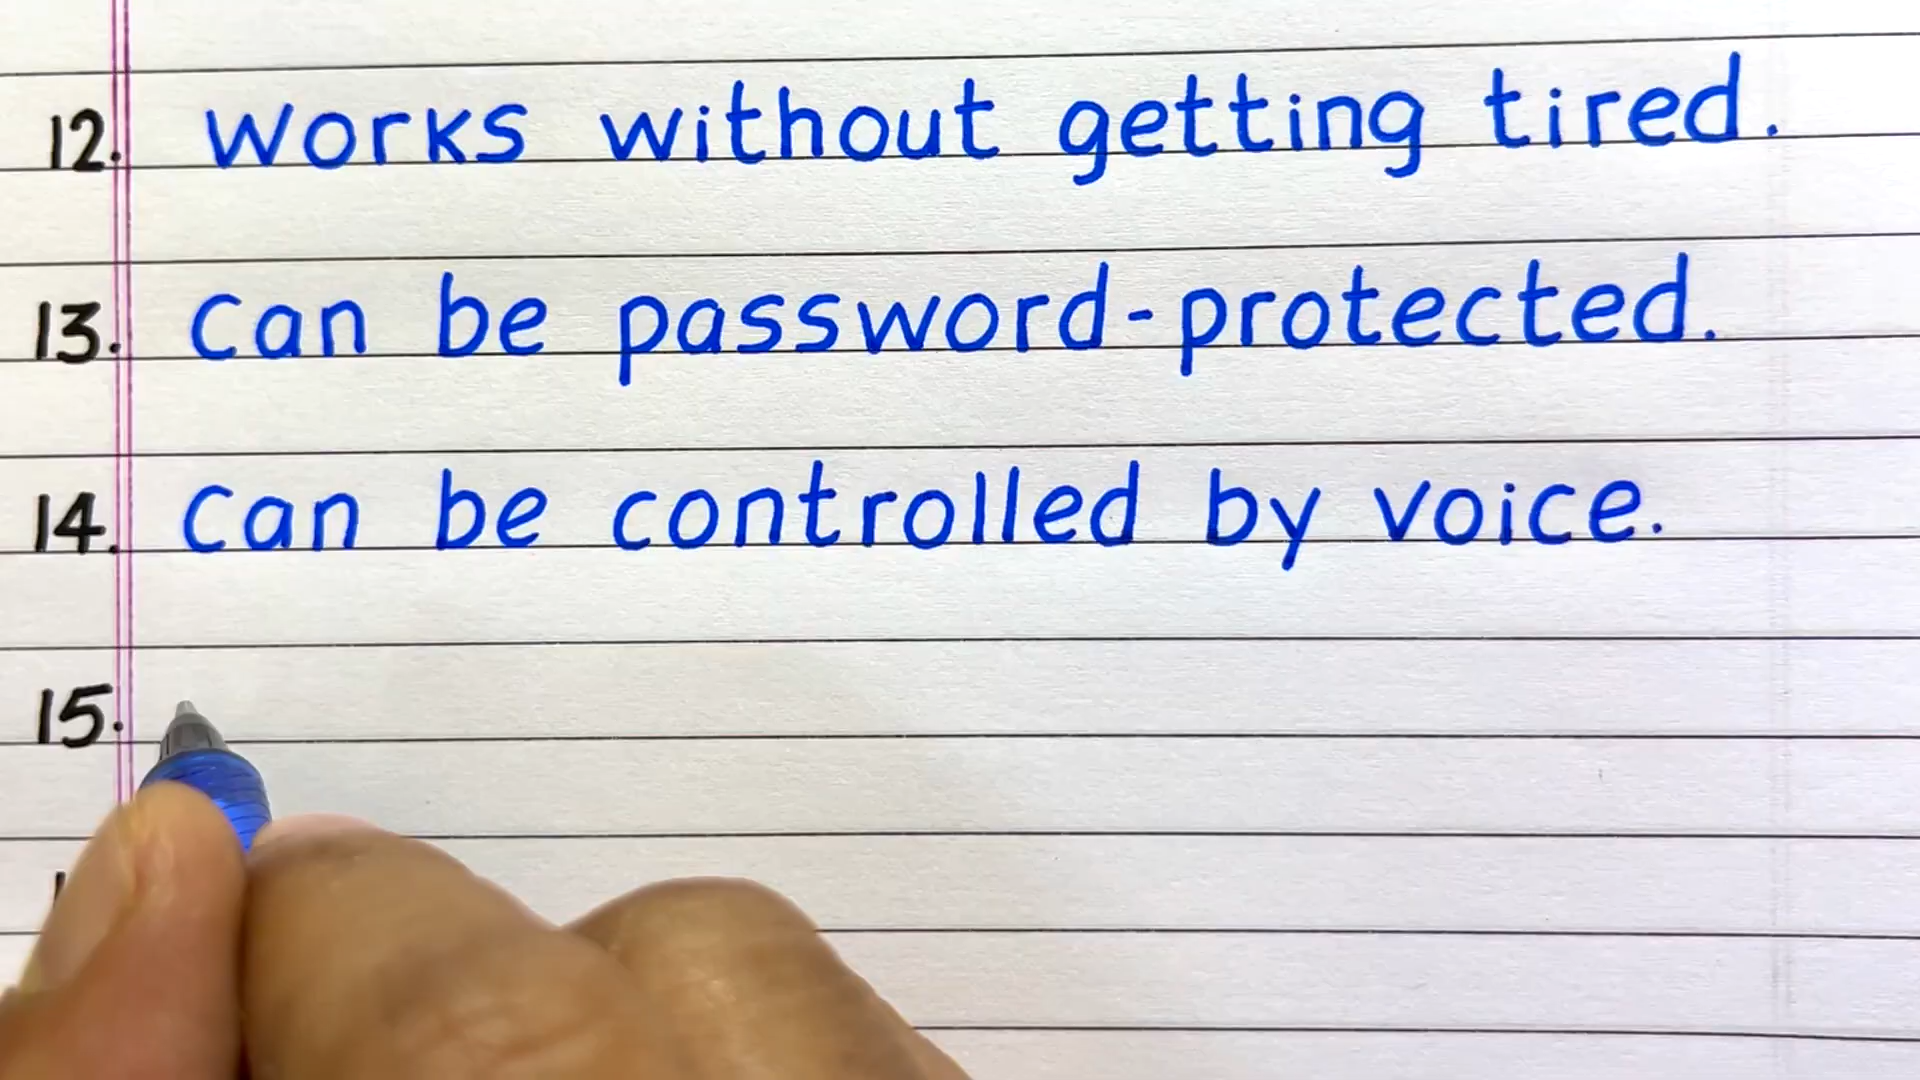 12. Works without getting tired.
13. Can be password-protected.
14. Can be controlled by voice.
15.